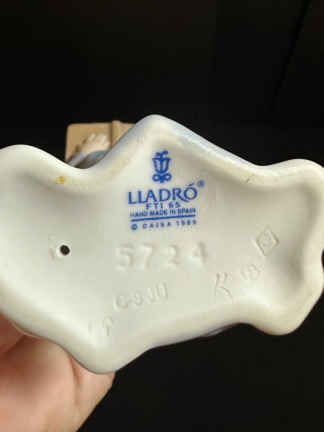 LLADRÓ®
FTI 65
HAND MADE IN SPAIN
© DAISA 1989
5724